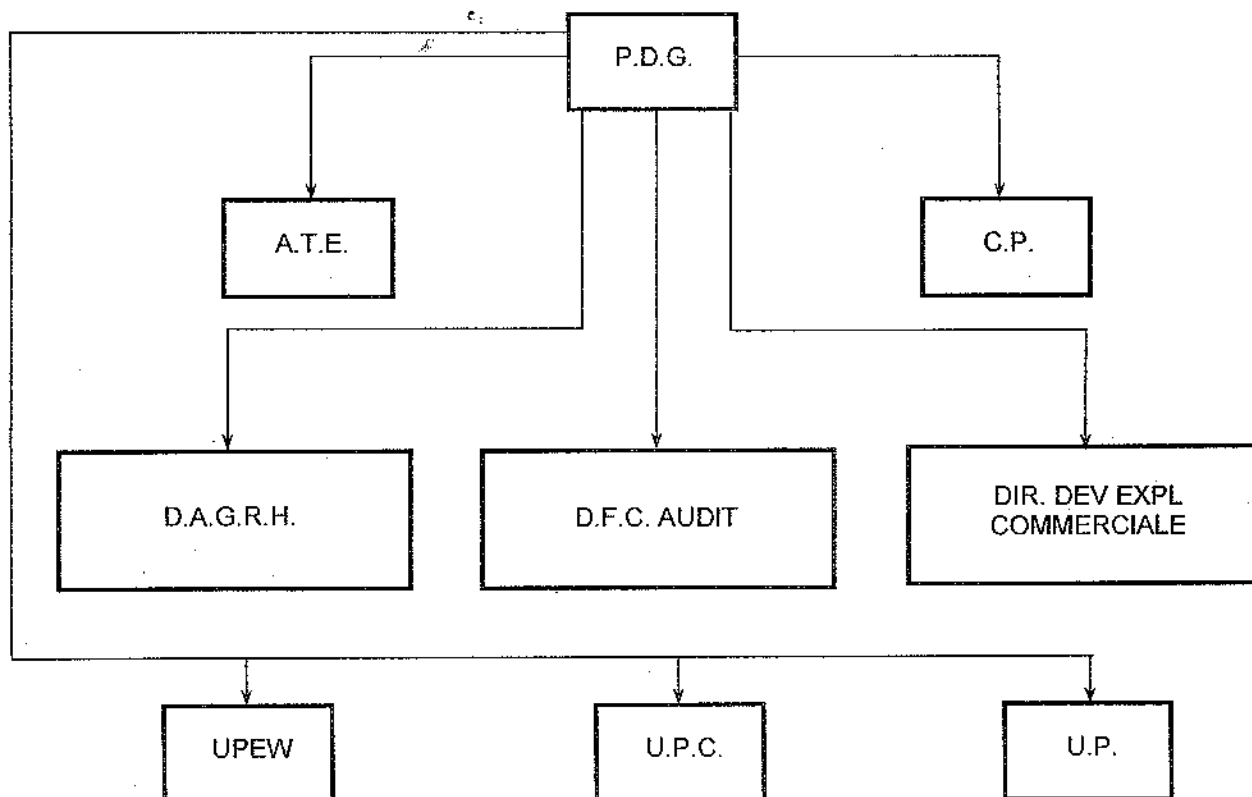 P.D.G.
A.T.E.
C.P.
D.A.G.R.H.
D.F.C. AUDIT
DIR. DEV EXPL
COMMERCIALE
UPEW
U.P.C.
U.P.